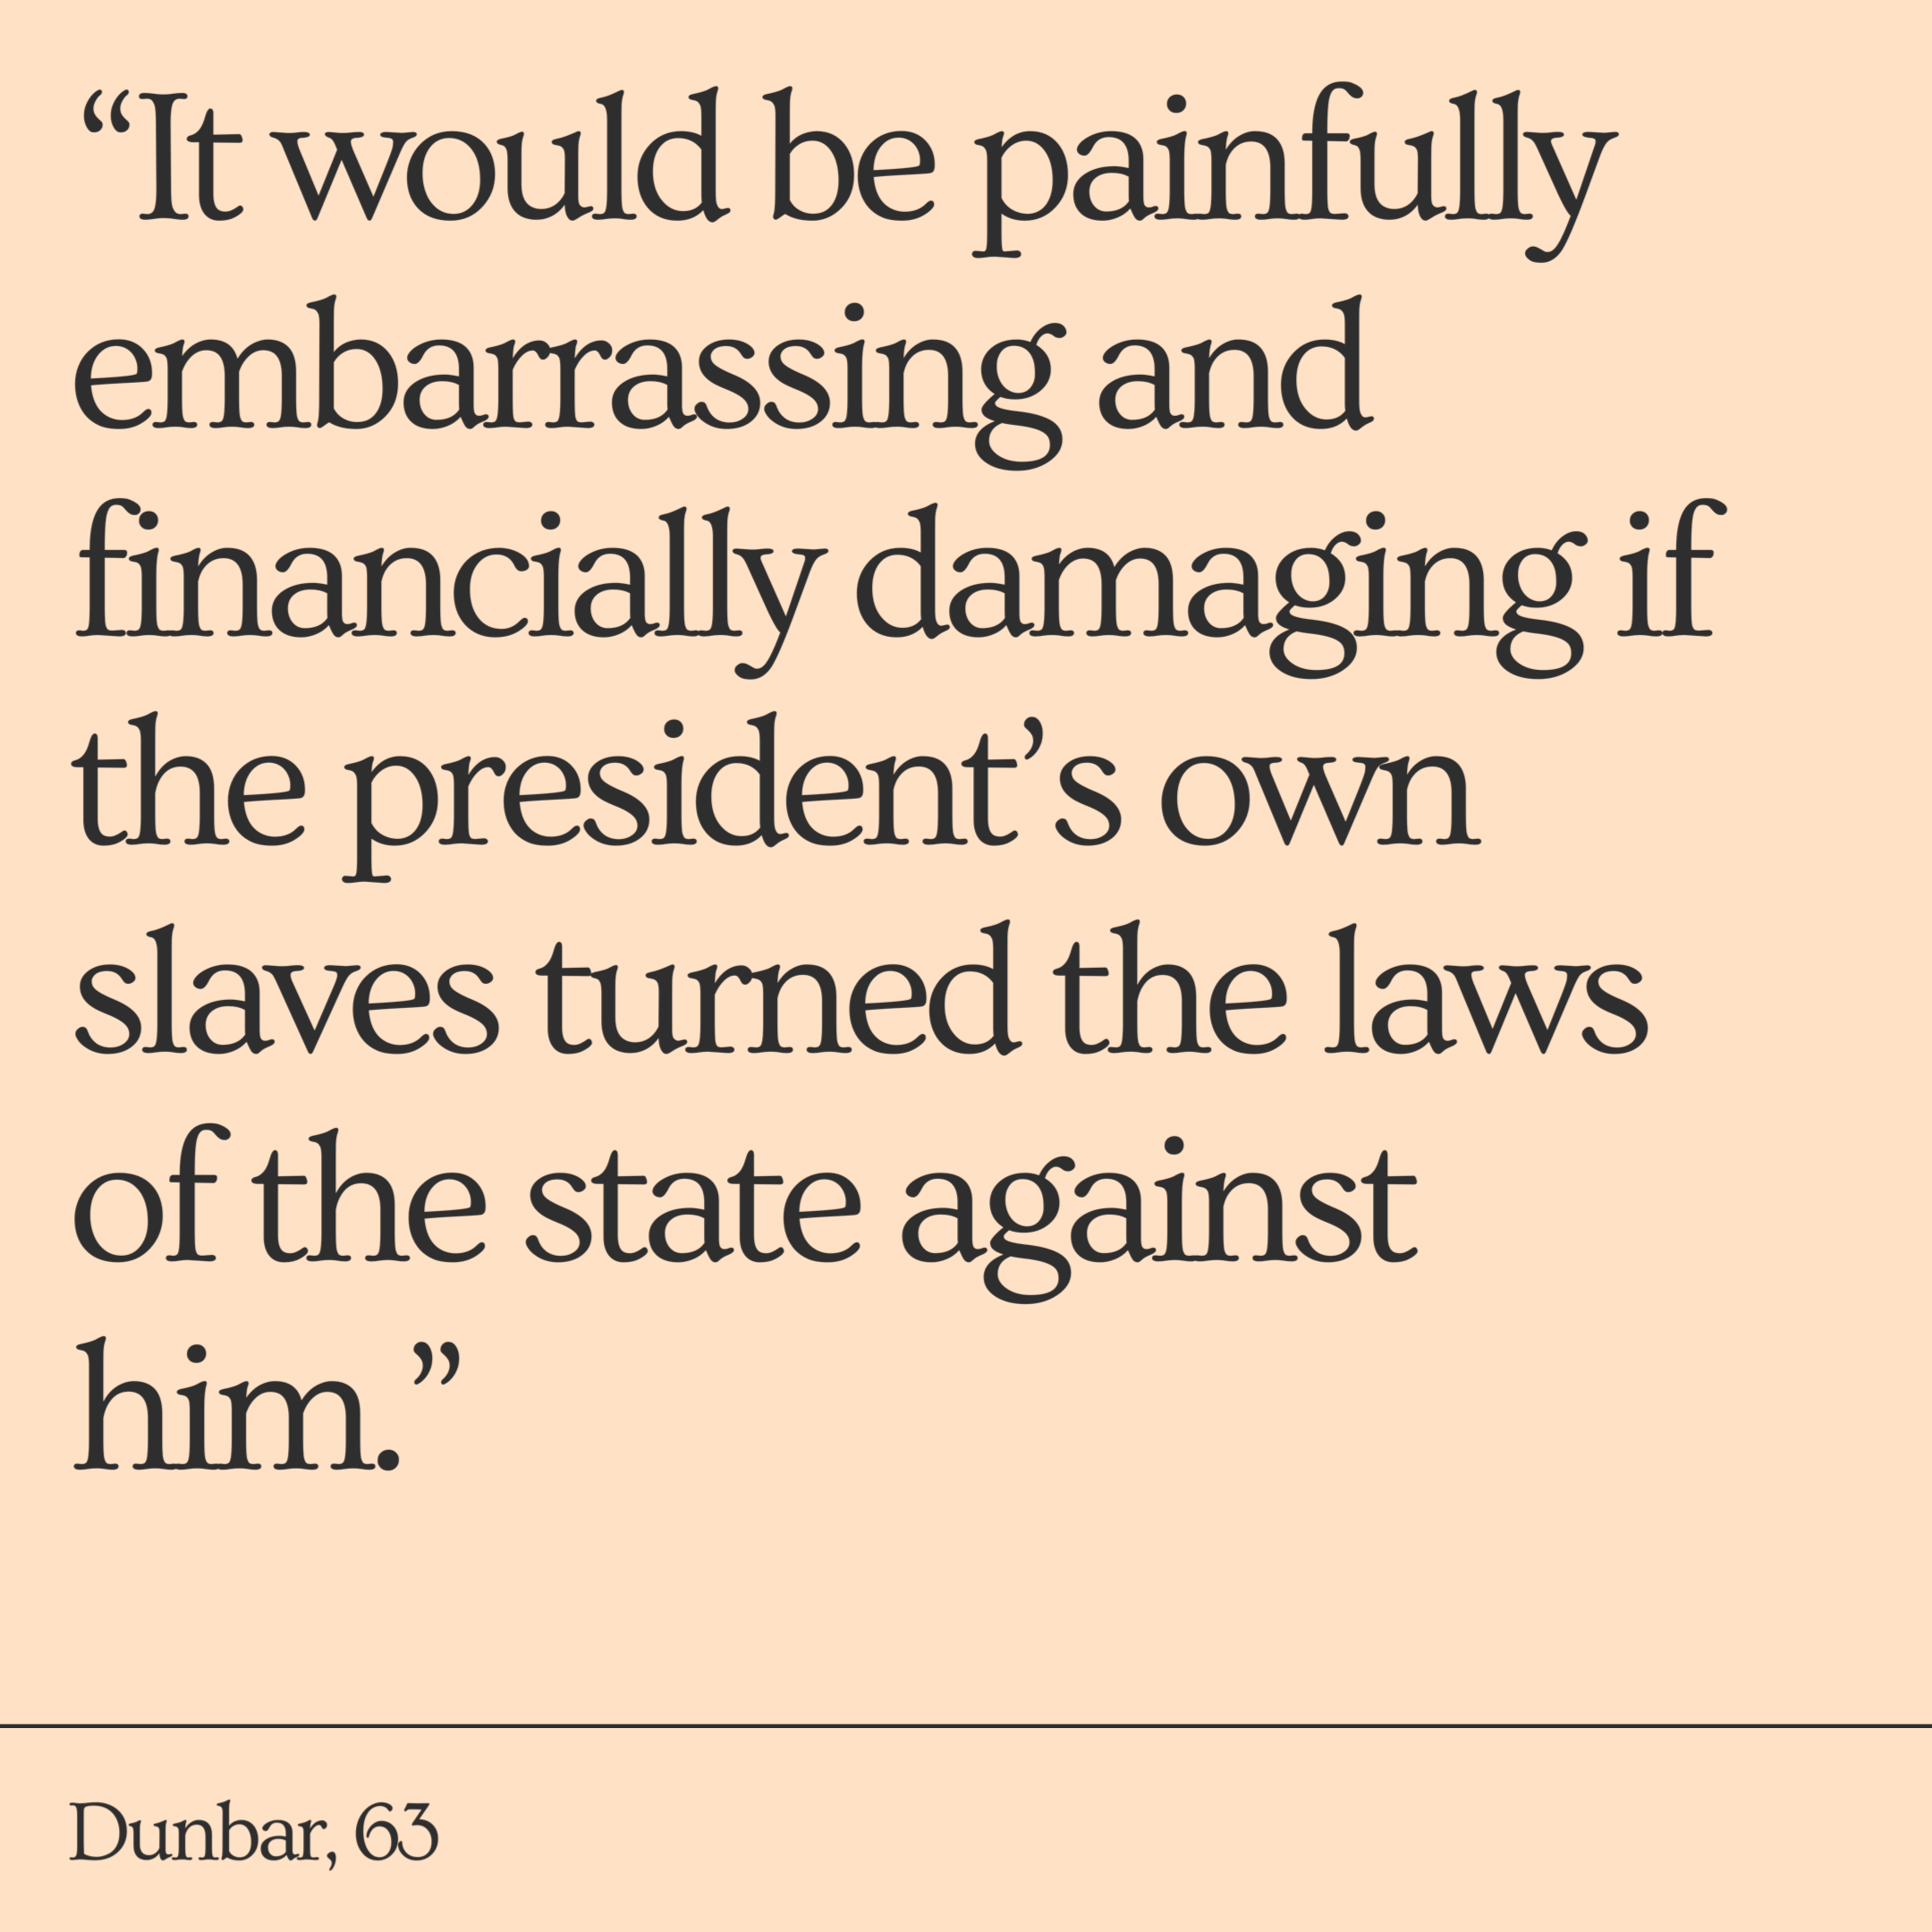 “It would be painfully
embarrassing and
financially damaging if
the president’s own
slaves turned the laws
of the state against
him.”
Dunbar, 63